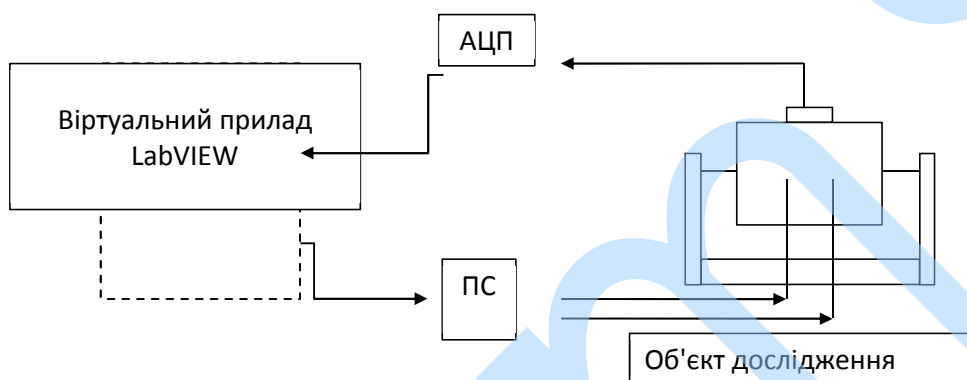 АЦП
Віртуальний прилад
LabVIEW
ПС
Об'єкт дослідження